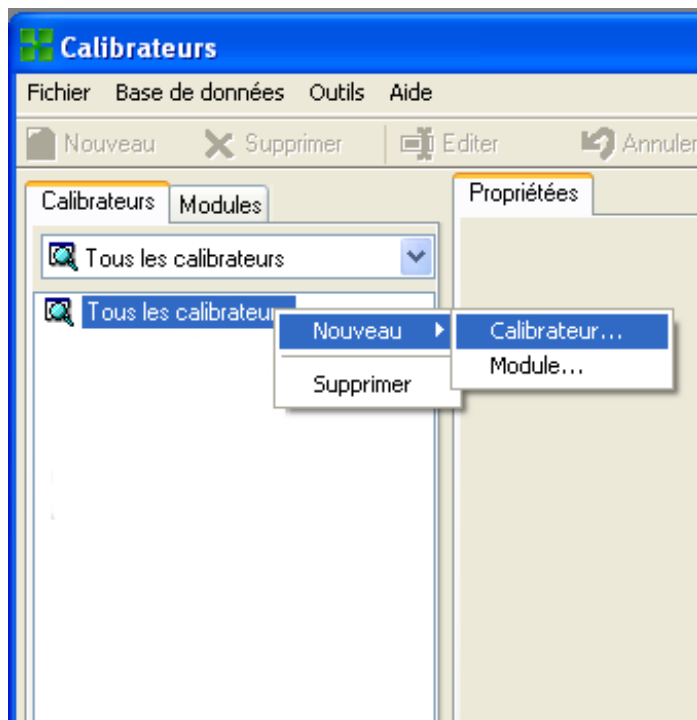 Calibrateurs
Fichier Base de données Outils Aide
Nouveau Supprimer Editer Annuler
Calibrateurs Modules Propriétées
Tous les calibrateurs
Tous les calibrateur
Nouveau Calibrateur...
Module...
Supprimer